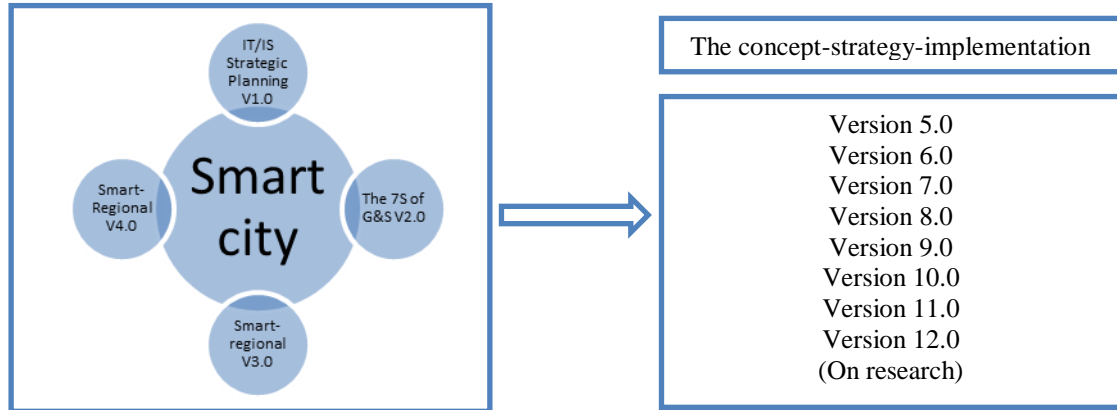 IT/IS
Strategic
Planning
V1.0
Smart
city
Smart-
Regional
V4.0
The 7S of
G&S V2.0
Smart-
regional
V3.0
The concept-strategy-implementation
Version 5.0
Version 6.0
Version 7.0
Version 8.0
Version 9.0
Version 10.0
Version 11.0
Version 12.0
(On research)